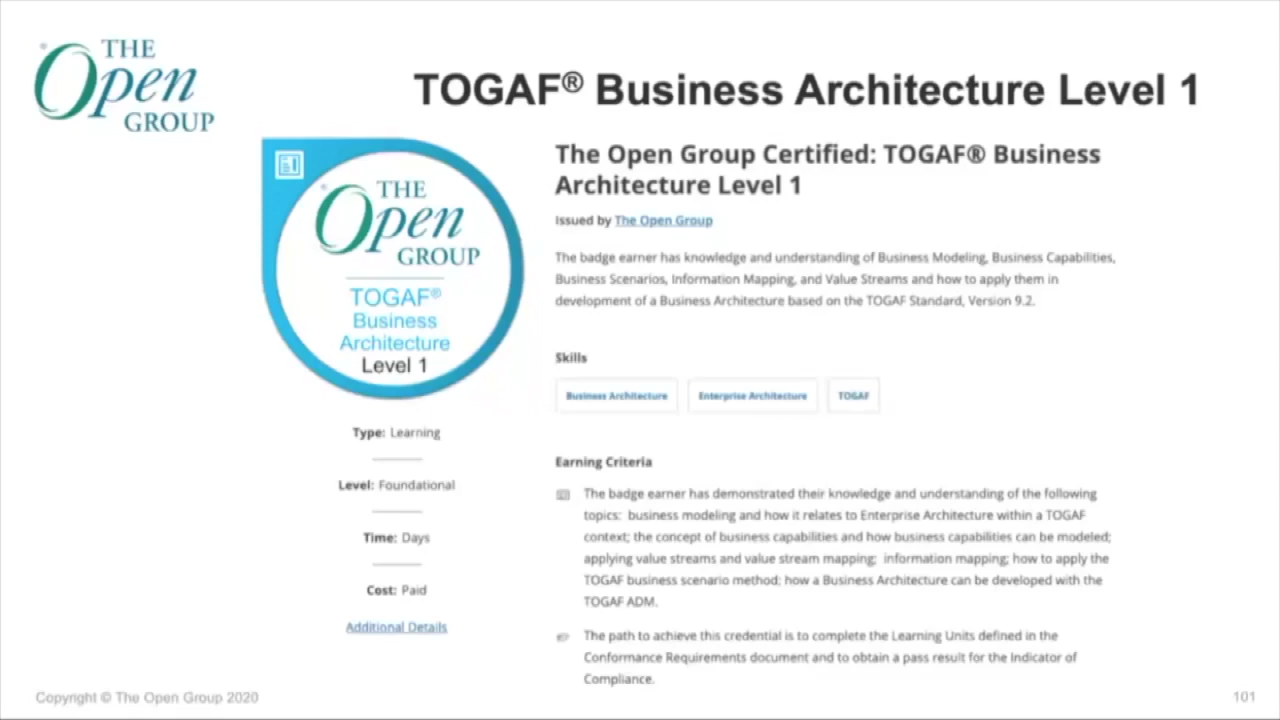 THE
Open
GROUP
TOGAF® Business Architecture Level 1
THE
Open
GROUP
TOGAF®
Business
Architecture
Level 1
Type: Learning
Level: Foundational
Time: Days
Cost: Paid
Additional Details
The Open Group Certified: TOGAF® Business
Architecture Level 1
Issued by The Open Group
The badge earner has knowledge and understanding of Business Modeling, Business Capabilities,
Business Scenarios, Information Mapping, and Value Streams and how to apply them in
development of a Business Architecture based on the TOGAF Standard, Version 9.2.
Skills
Business Architecture
Enterprise Architecture
TOGAF
Earning Criteria
The badge earner has demonstrated their knowledge and understanding of the following
topics: business modeling and how it relates to Enterprise Architecture within a TOGAF
context; the concept of business capabilities and how business capabilities can be modeled;
applying value streams and value stream mapping; information mapping; how to apply the
TOGAF business scenario method; how a Business Architecture can be developed with the
TOGAF ADM.
The path to achieve this credential is to complete the Learning Units defined in the
Conformance Requirements document and to obtain a pass result for the Indicator of
Compliance.
Copyright © The Open Group 2020
101